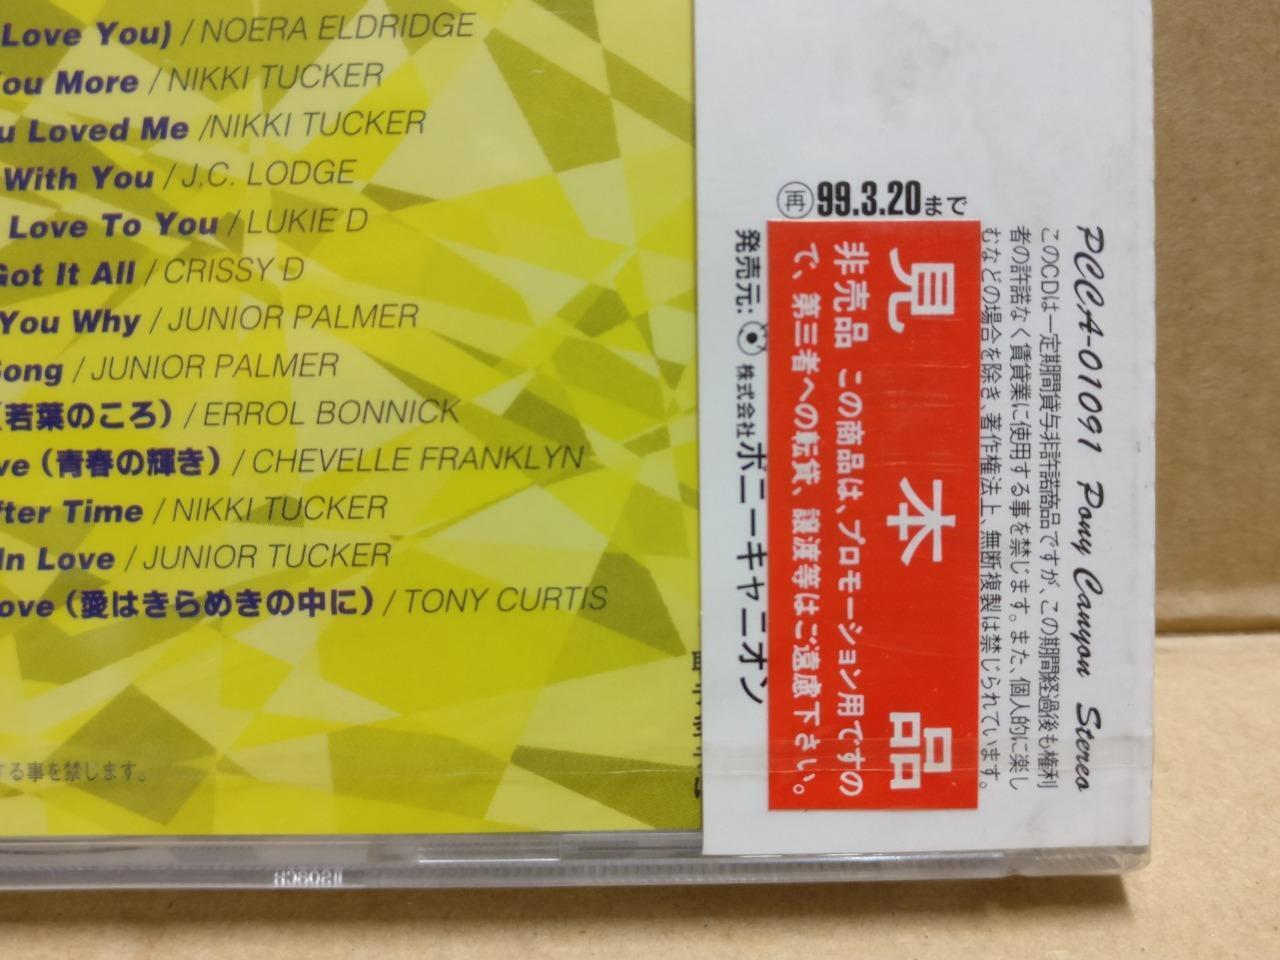 Love You) / NOERA ELDRIDGE
You More / NIKKI TUCKER
u Loved Me /NIKKI TUCKER
With You / J.C. LODGE
Love To You / LUKIE D
Got It All / CRISSY D
You Why / JUNIOR PALMER
Song / JUNIOR PALMER
(若葉のころ) / ERROL BONNICK
ve (青春の輝き) / CHEVELLE FRANKLYN
fter Time / NIKKI TUCKER
In Love / JUNIOR TUCKER
ove (愛はきらめきの中に) / TONY CURTIS
する事を禁じます。
再 99.3.20まで
PCCA-01091 Pony Canyon Stereo
このCDは一定期間貸与非許諾商品ですが、この期間経過後も権利
者の許諾なく賃貸業に使用する事を禁じます。また、個人的に楽し
むなどの場合を除き、著作権法上、無断複製は禁じられています。
見本品
非売品 この商品は、プロモーション用ですの
で、第三者への転貸、譲渡等はご遠慮下さい。
発売元: 株式会社ポニーキャニオン